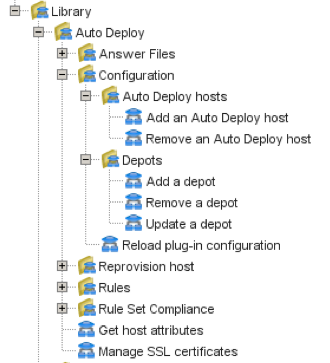 Library
Auto Deploy
Answer Files
Configuration
Auto Deploy hosts
Add an Auto Deploy host
Remove an Auto Deploy host
Depots
Add a depot
Remove a depot
Update a depot
Reload plug-in configuration
Reprovision host
Rules
Rule Set Compliance
Get host attributes
Manage SSL certificates